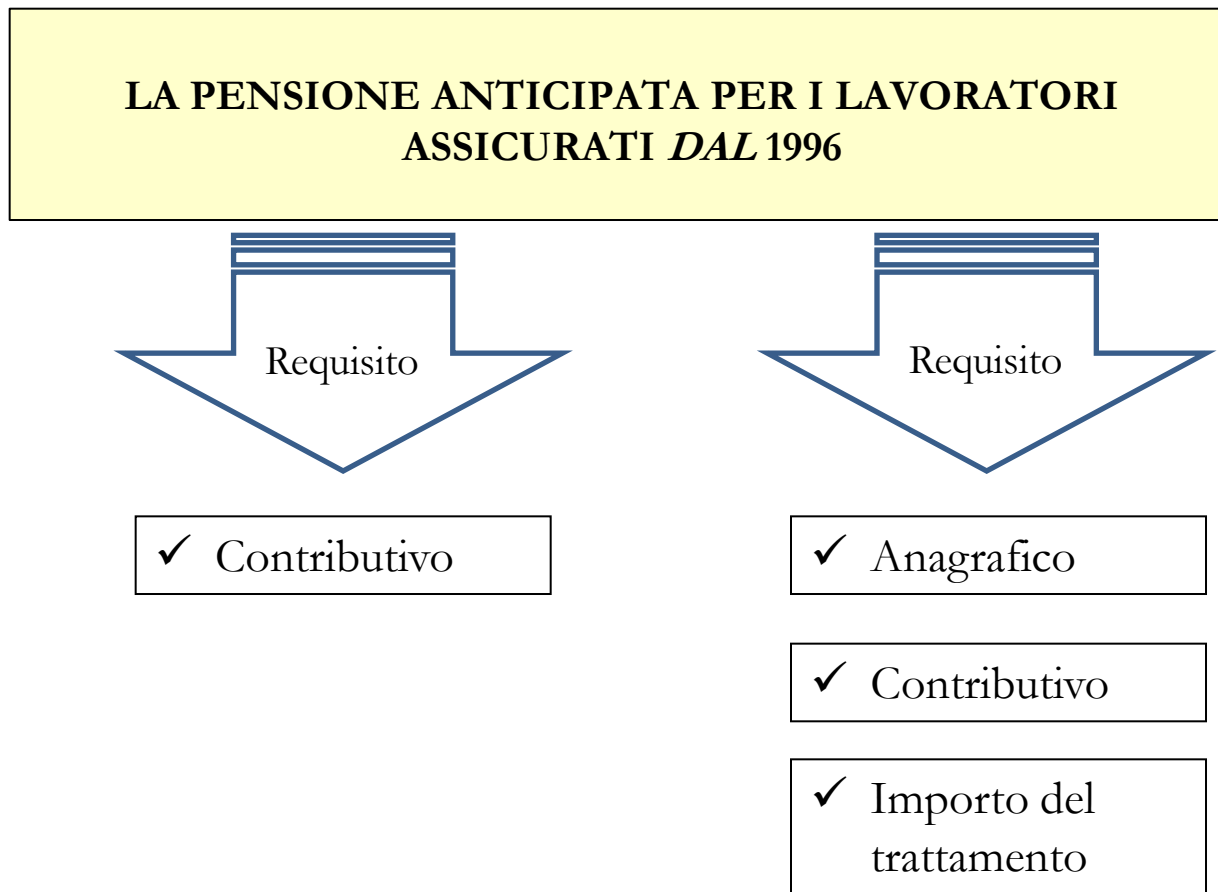 LA PENSIONE ANTICIPATA PER I LAVORATORI
ASSICURATI DAL 1996
Requisito
Requisito
✓ Contributivo
✓ Anagrafico
✓ Contributivo
✓ Importo del
trattamento